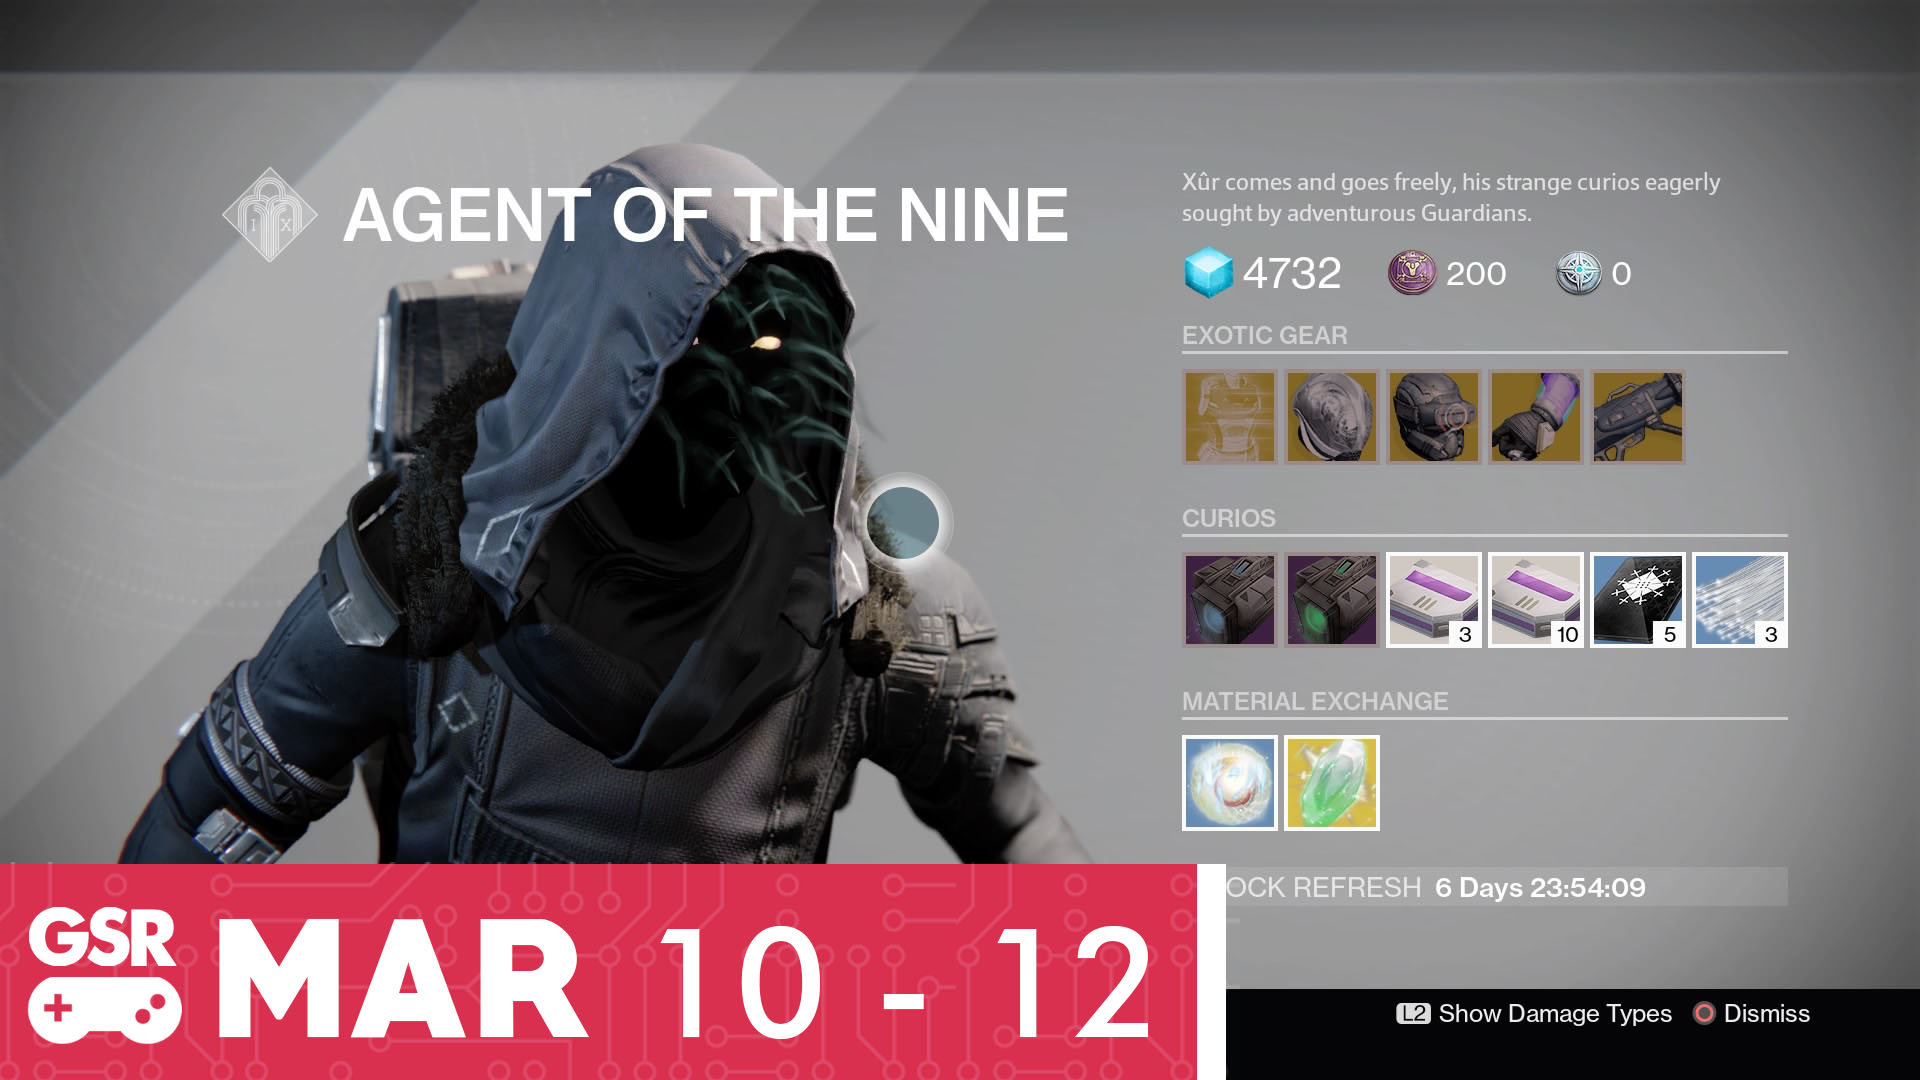 AGENT OF THE NINE
I X
Xûr comes and goes freely, his strange curios eagerly
sought by adventurous Guardians.
4732 200 0
EXOTIC GEAR
CURIOS
3 10 5 3
MATERIAL EXCHANGE
OCK REFRESH 6 Days 23:54:09
GSR
MAR 10 - 12
L2 Show Damage Types Dismiss